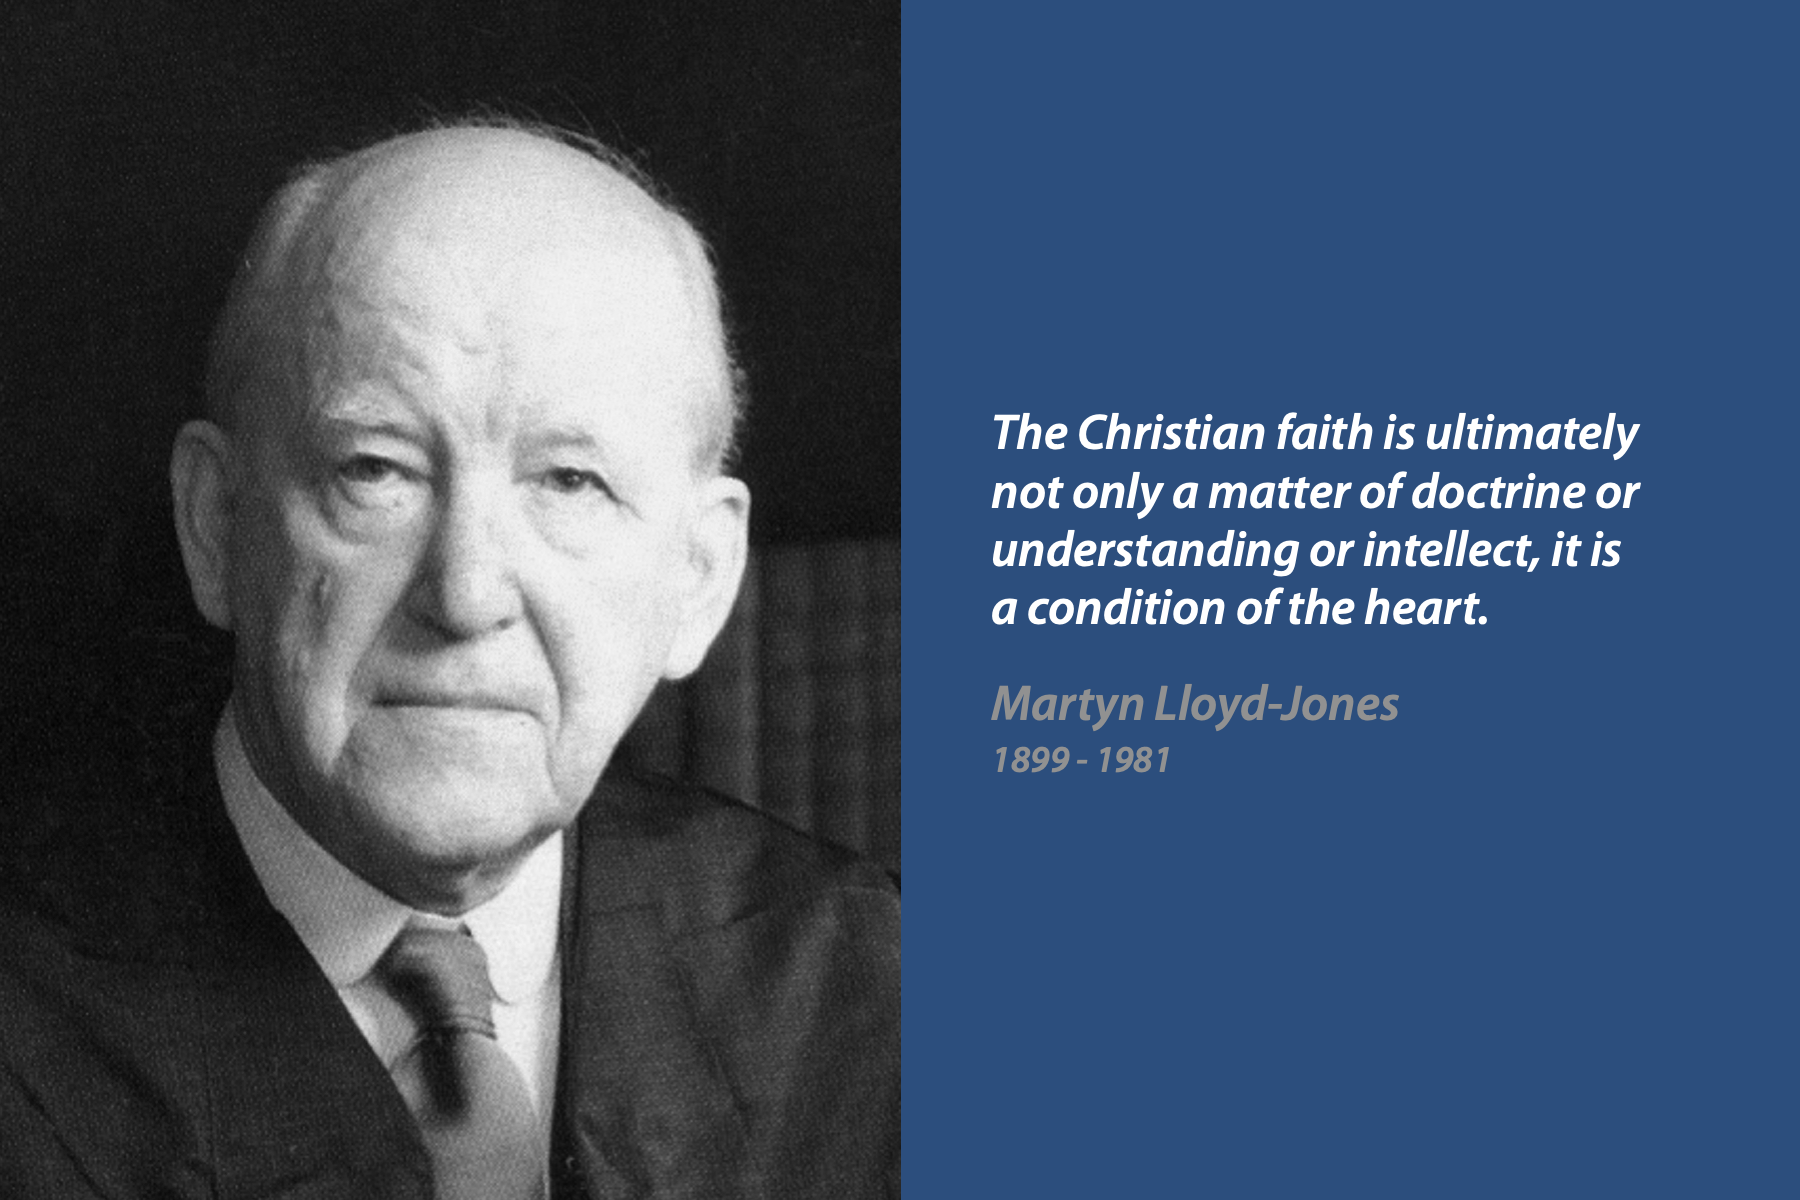 The Christian faith is ultimately
not only a matter of doctrine or
understanding or intellect, it is
a condition of the heart.
Martyn Lloyd-Jones
1899 - 1981